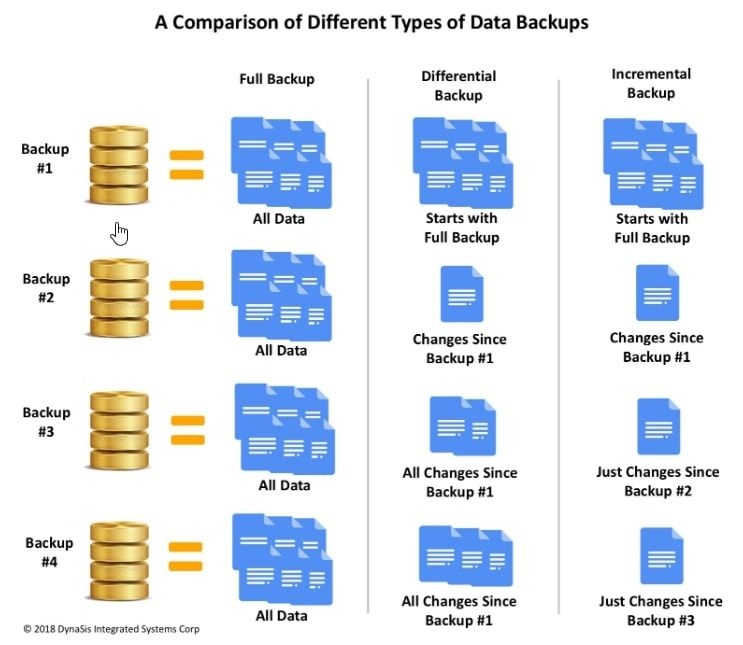 A Comparison of Different Types of Data Backups
Full Backup
Differential
Backup
Incremental
Backup
Backup
#1
All Data
Starts with
Full Backup
Starts with
Full Backup
Backup
#2
All Data
Changes Since
Backup #1
Changes Since
Backup #1
Backup
#3
All Data
All Changes Since
Backup #1
Just Changes Since
Backup #2
Backup
#4
All Data
All Changes Since
Backup #1
Just Changes Since
Backup #3
© 2018 DynaSis Integrated Systems Corp